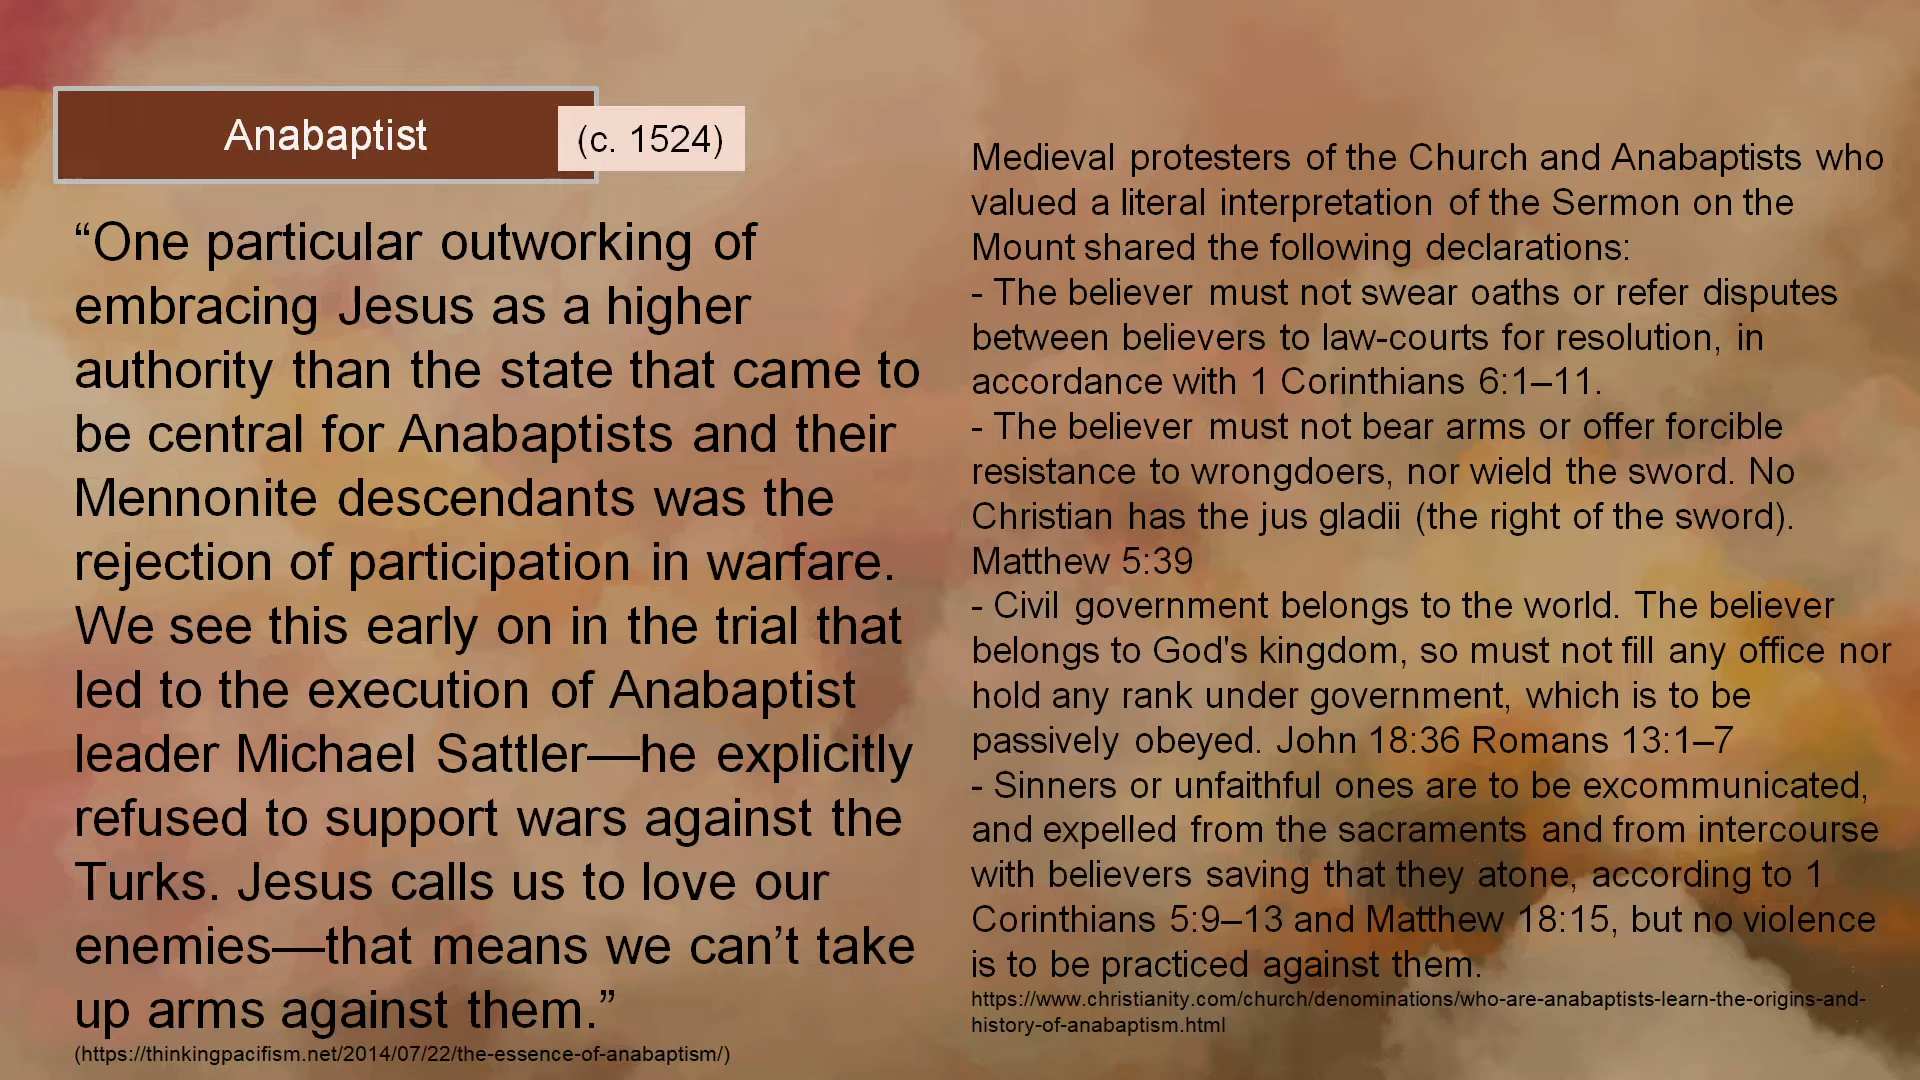 Anabaptist
(c. 1524)
“One particular outworking of
embracing Jesus as a higher
authority than the state that came to
be central for Anabaptists and their
Mennonite descendants was the
rejection of participation in warfare.
We see this early on in the trial that
led to the execution of Anabaptist
leader Michael Sattler—he explicitly
refused to support wars against the
Turks. Jesus calls us to love our
enemies—that means we can’t take
up arms against them.”
(https://thinkingpacifism.net/2014/07/22/the-essence-of-anabaptism/)
Medieval protesters of the Church and Anabaptists who
valued a literal interpretation of the Sermon on the
Mount shared the following declarations:
- The believer must not swear oaths or refer disputes
between believers to law-courts for resolution, in
accordance with 1 Corinthians 6:1–11.
- The believer must not bear arms or offer forcible
resistance to wrongdoers, nor wield the sword. No
Christian has the jus gladii (the right of the sword).
Matthew 5:39
- Civil government belongs to the world. The believer
belongs to God's kingdom, so must not fill any office nor
hold any rank under government, which is to be
passively obeyed. John 18:36 Romans 13:1–7
- Sinners or unfaithful ones are to be excommunicated,
and expelled from the sacraments and from intercourse
with believers saving that they atone, according to 1
Corinthians 5:9–13 and Matthew 18:15, but no violence
is to be practiced against them.
https://www.christianity.com/church/denominations/who-are-anabaptists-learn-the-origins-and-
history-of-anabaptism.html